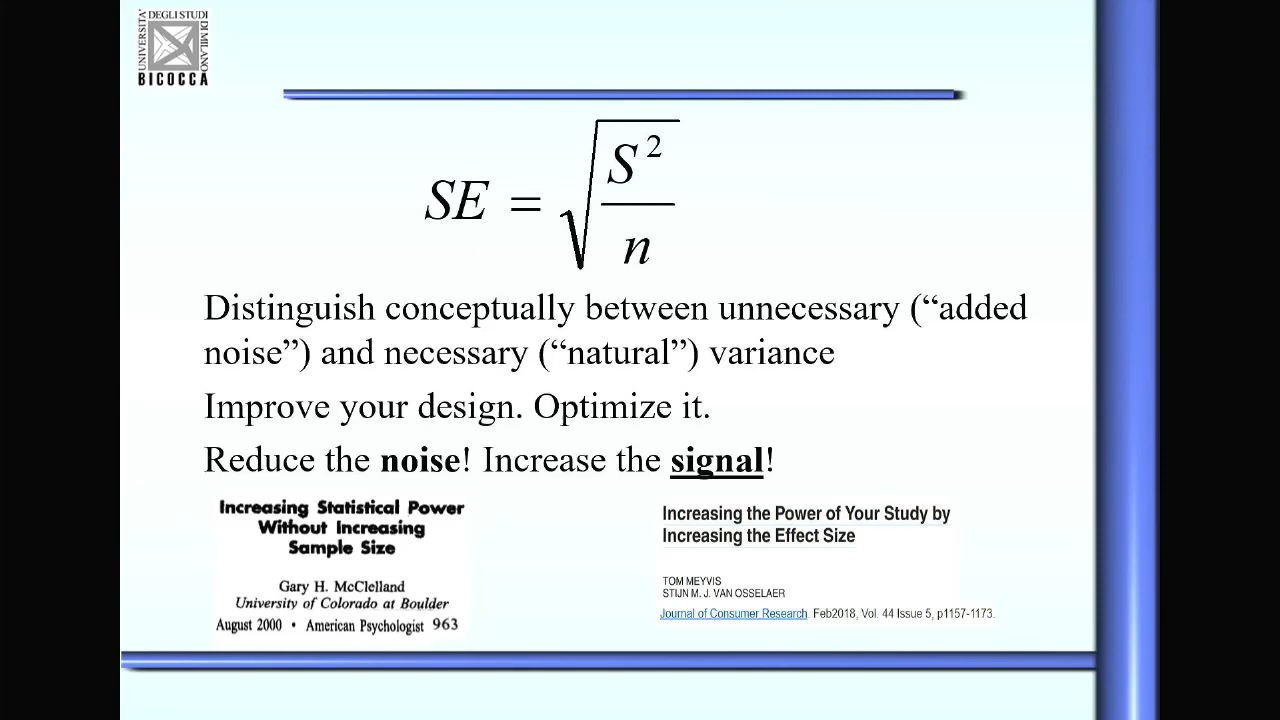 UNIVERSITA'
DEGLI STUDI
DI MILANO
BICOCCA
SE = √(S²/n)
Distinguish conceptually between unnecessary (“added
noise”) and necessary (“natural”) variance
Improve your design. Optimize it.
Reduce the noise! Increase the signal!
Increasing Statistical Power
Without Increasing
Sample Size
Gary H. McClelland
University of Colorado at Boulder
August 2000 • American Psychologist 963
Increasing the Power of Your Study by
Increasing the Effect Size
TOM MEYVIS
STIJN M. J. VAN OSSELAER
Journal of Consumer Research. Feb2018, Vol. 44 Issue 5, p1157-1173.